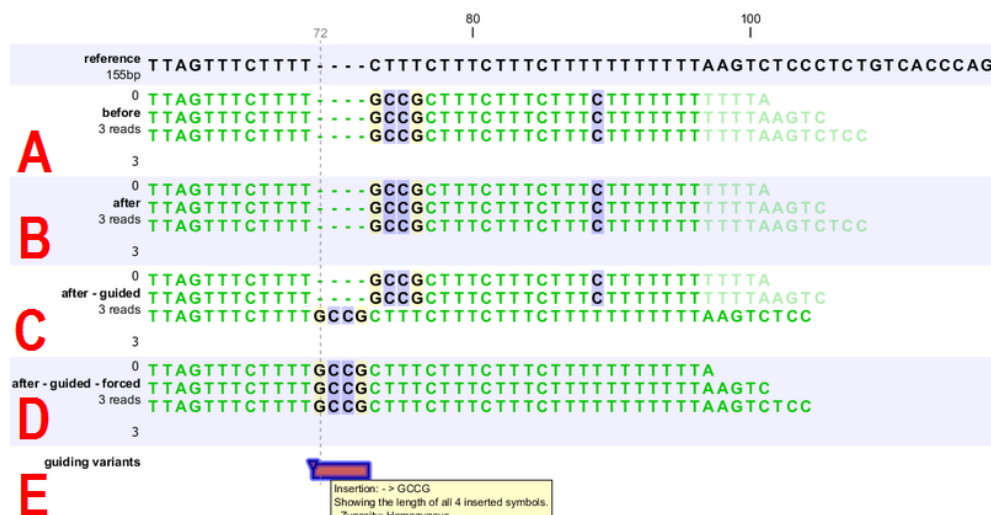 80 100
72
reference TTAGTTTCTTTT----CTTTCTTTCTTTCTTTTTTTTTTTAAGTCTCCCTCTGTCACCCAG
155bp
0 TTAGTTTCTTTT----GCCGCTTTCTTTCTTTCTTTTTTTTTTTA
before TTAGTTTCTTTT----GCCGCTTTCTTTCTTTCTTTTTTTTTTTAAGTC
3 reads TTAGTTTCTTTT----GCCGCTTTCTTTCTTTCTTTTTTTTTTTAAGTCTCC
A
3
0 TTAGTTTCTTTT----GCCGCTTTCTTTCTTTCTTTTTTTTTTTA
after TTAGTTTCTTTT----GCCGCTTTCTTTCTTTCTTTTTTTTTTTAAGTC
3 reads TTAGTTTCTTTT----GCCGCTTTCTTTCTTTCTTTTTTTTTTTAAGTCTCC
B
3
0 TTAGTTTCTTTT----GCCGCTTTCTTTCTTTCTTTTTTTTTTTA
after - guided TTAGTTTCTTTT----GCCGCTTTCTTTCTTTCTTTTTTTTTTTAAGTC
3 reads TTAGTTTCTTTTGCCGCTTTCTTTCTTTCTTTTTTTTTTTAAGTCTCC
C
3
0 TTAGTTTCTTTTGCCGCTTTCTTTCTTTCTTTTTTTTTTTA
after - guided - forced TTAGTTTCTTTTGCCGCTTTCTTTCTTTCTTTTTTTTTTTAAGTC
3 reads TTAGTTTCTTTTGCCGCTTTCTTTCTTTCTTTTTTTTTTTAAGTCTCC
D
3
guiding variants
E
Insertion: - > GCCG
Showing the length of all 4 inserted symbols.